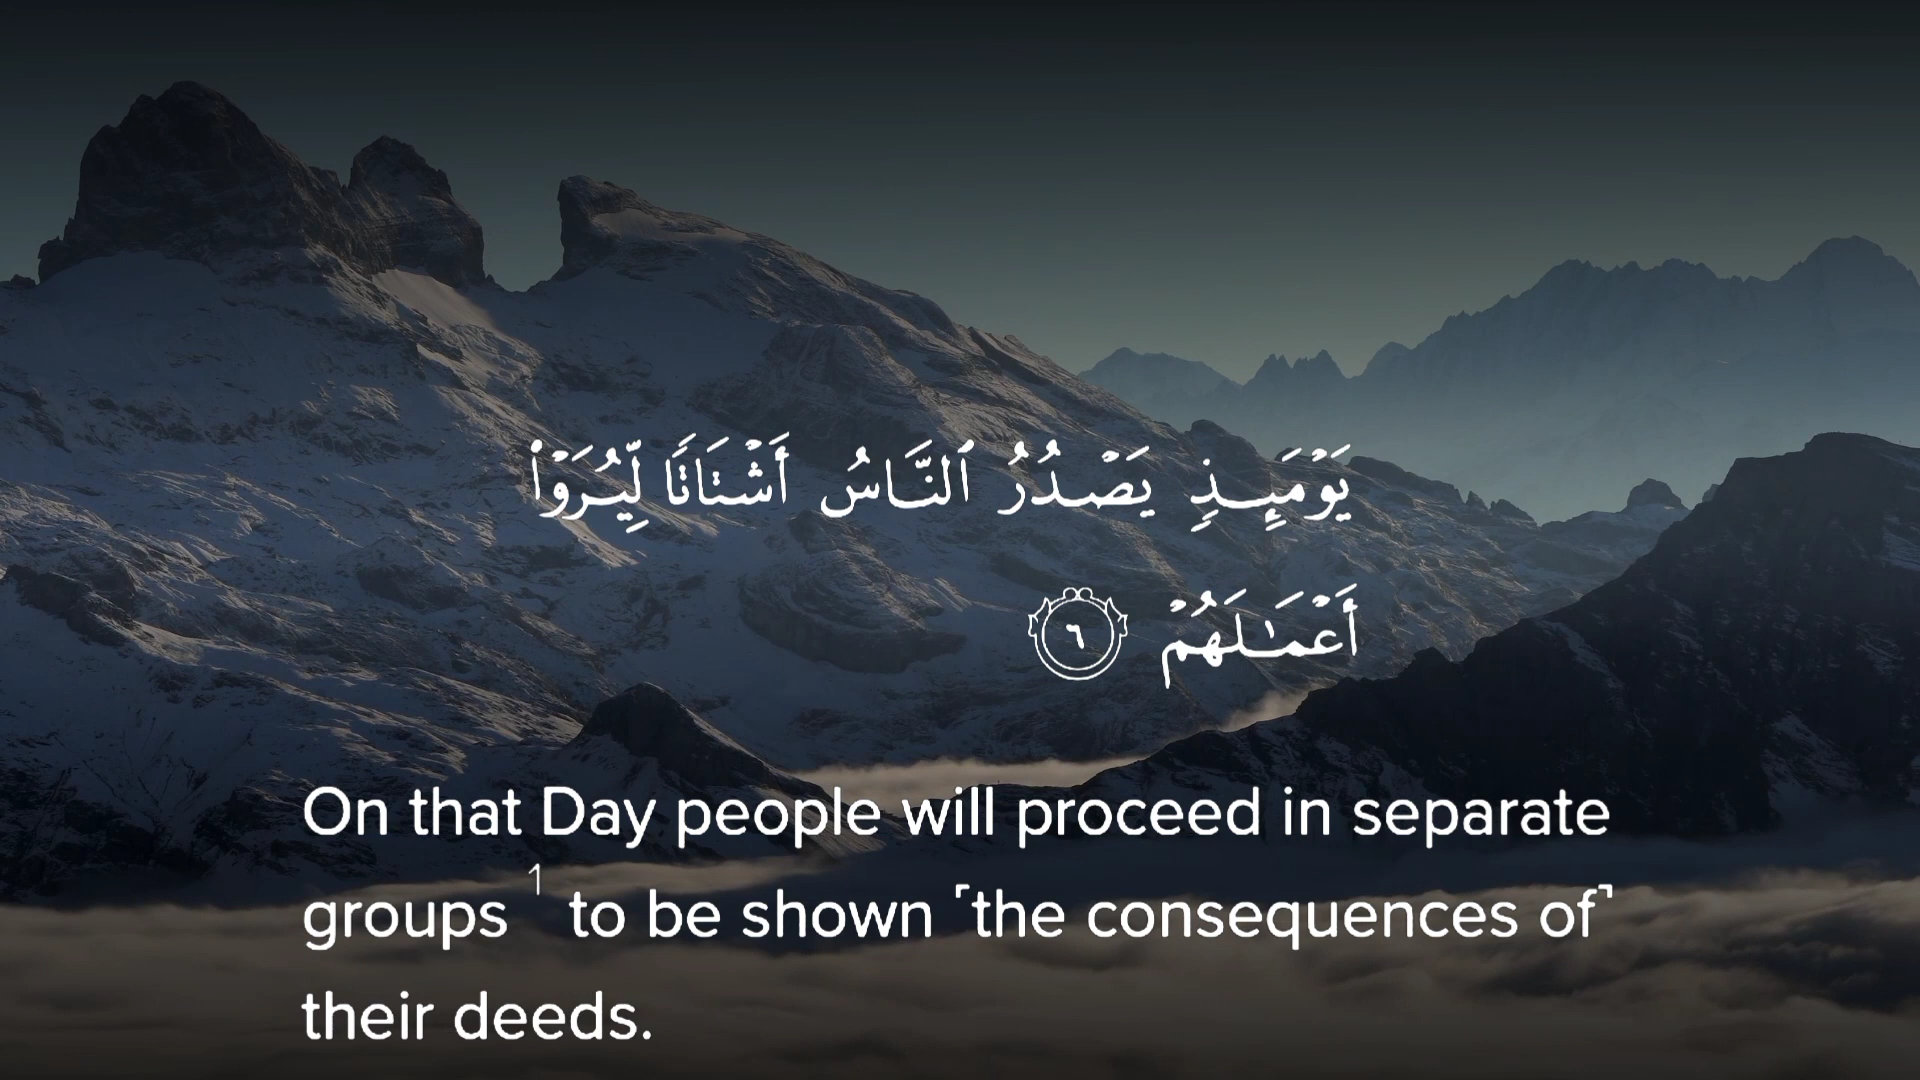 يَوْمَئِذٍ يَصْدُرُ ٱلنَّاسُ أَشْتَاتًا لِّيُرَوْا۟
أَعْمَـٰلَهُمْ ٦
On that Day people will proceed in separate
groups 1 to be shown ˹the consequences of˺
their deeds.